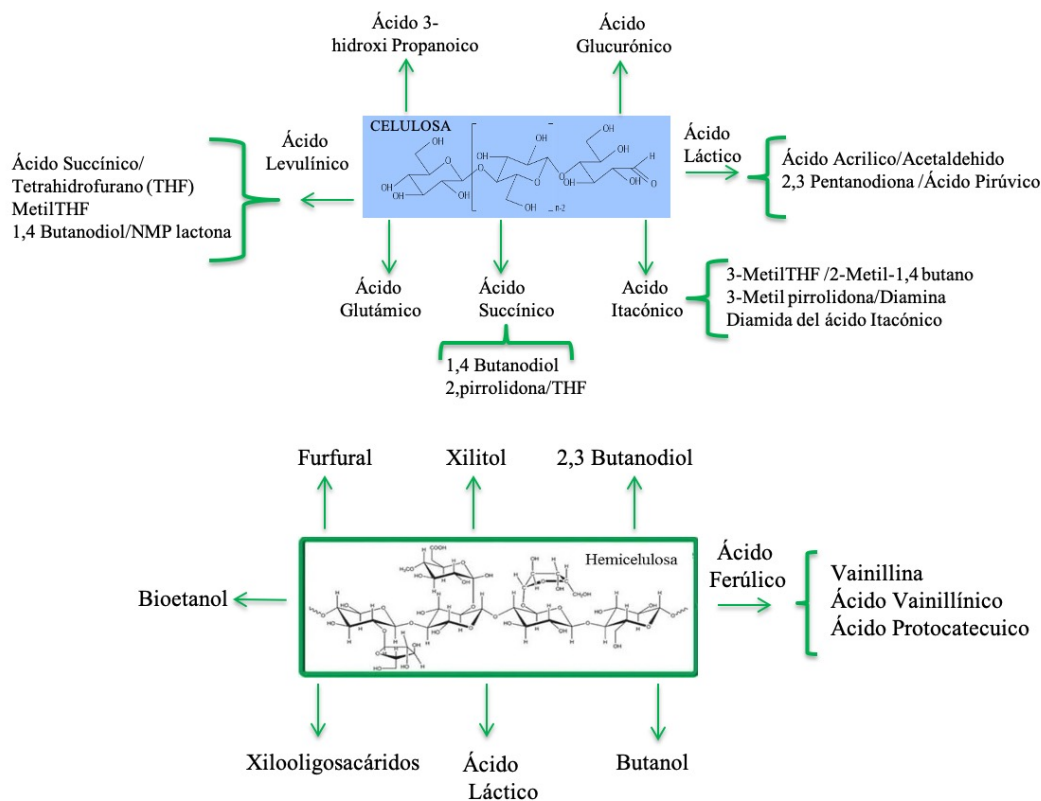 Ácido 3-
hidroxi Propanoico
Ácido
Glucurónico
CELULOSA
Ácido
Levulínico
Ácido Succínico/
Tetrahidrofurano (THF)
MetilTHF
1,4 Butanodiol/NMP lactona
Ácido
Láctico
Ácido Acrilico/Acetaldehido
2,3 Pentanodiona /Ácido Pirúvico
Ácido
Glutámico
Ácido
Succínico
1,4 Butanodiol
2,pirrolidona/THF
Acido
Itacónico
3-MetilTHF /2-Metil-1,4 butano
3-Metil pirrolidona/Diamina
Diamida del ácido Itacónico
Furfural
Xilitol
2,3 Butanodiol
Hemicelulosa
Bioetanol
Ácido
Ferúlico
Vainillina
Ácido Vainillínico
Ácido Protocatecuico
Xilooligosacáridos
Ácido
Láctico
Butanol